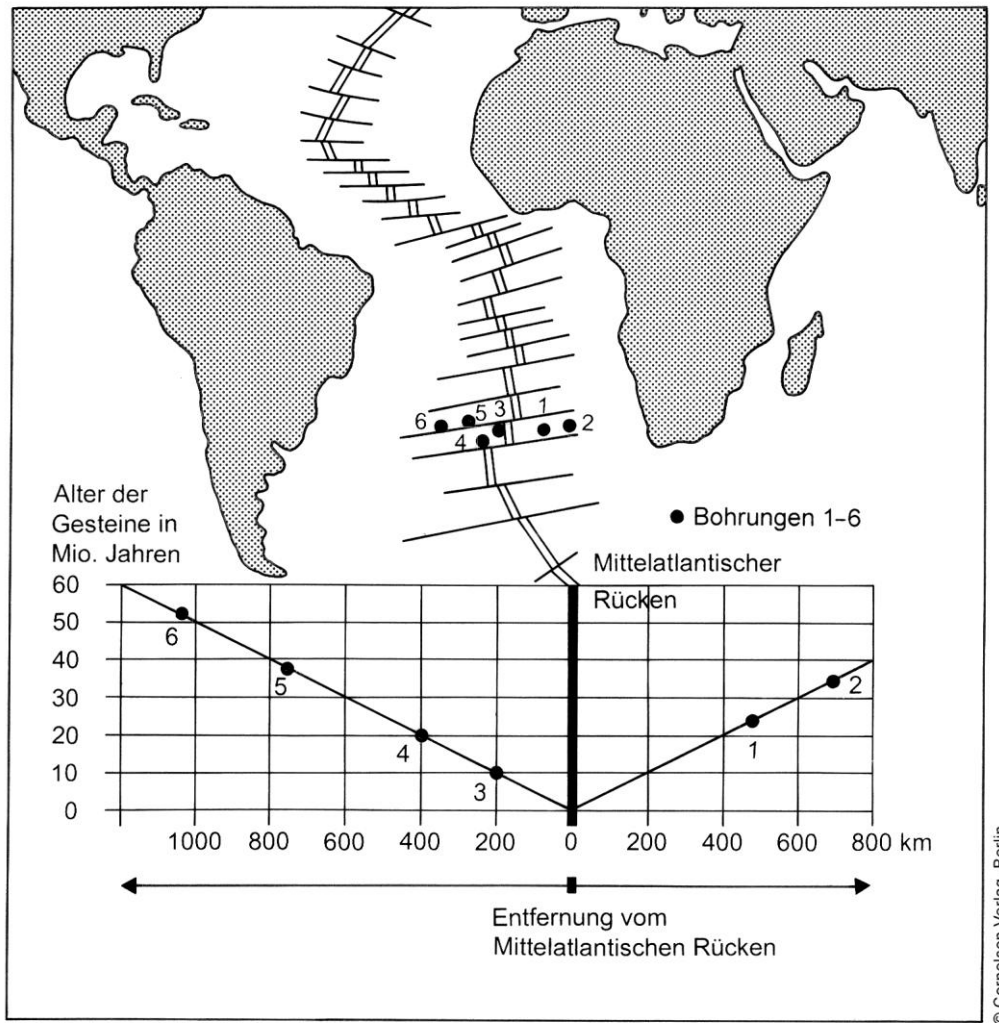 6
5
3
1
2
4
Alter der
Gesteine in
Mio. Jahren
● Bohrungen 1–6
Mittelatlantischer
Rücken
60
50
40
30
20
10
0
6
5
4
3
1
2
1000 800 600 400 200 0 200 400 600 800 km
Entfernung vom
Mittelatlantischen Rücken
© Cornelsen Verlag, Berlin